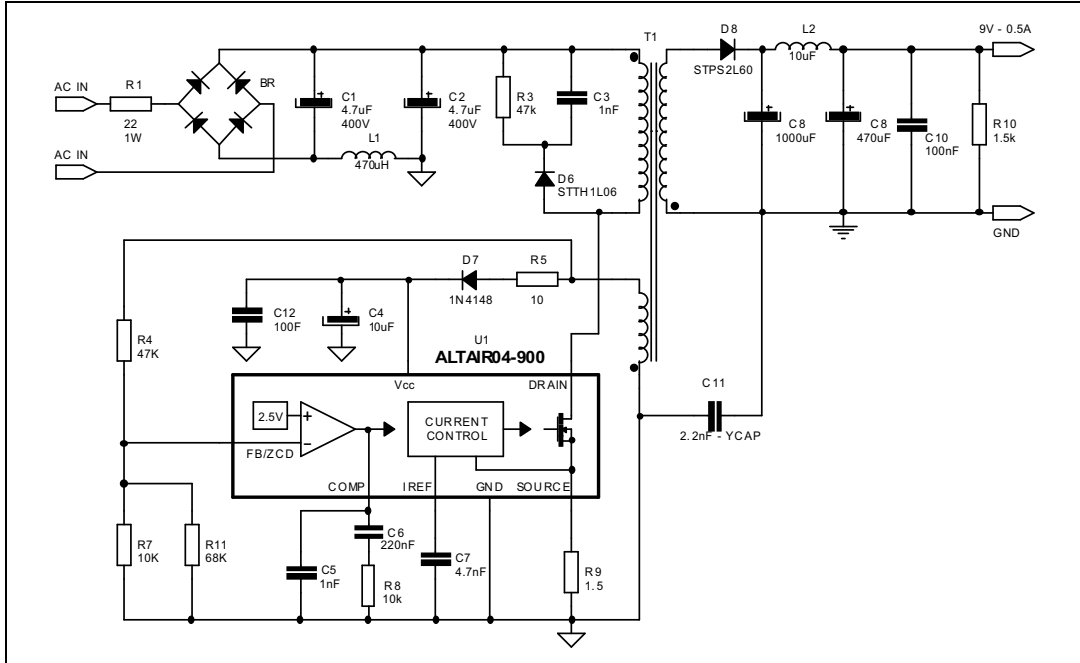 AC IN
R1
22
1W
AC IN
BR
C1
4.7uF
400V
L1
470uH
C2
4.7uF
400V
R3
47k
C3
1nF
D6
STTH1L06
T1
D8
STPS2L60
L2
10uF
9V - 0.5A
C8
1000uF
C8
470uF
C10
100nF
R10
1.5k
GND
R4
47K
C12
100F
C4
10uF
D7
1N4148
R5
10
U1
ALTAIR04-900
Vcc
DRAIN
2.5V
+
−
FB/ZCD
CURRENT
CONTROL
COMP
IREF
GND
SOURCE
C11
2.2nF - YCAP
R7
10K
R11
68K
C5
1nF
C6
220nF
R8
10k
C7
4.7nF
R9
1.5